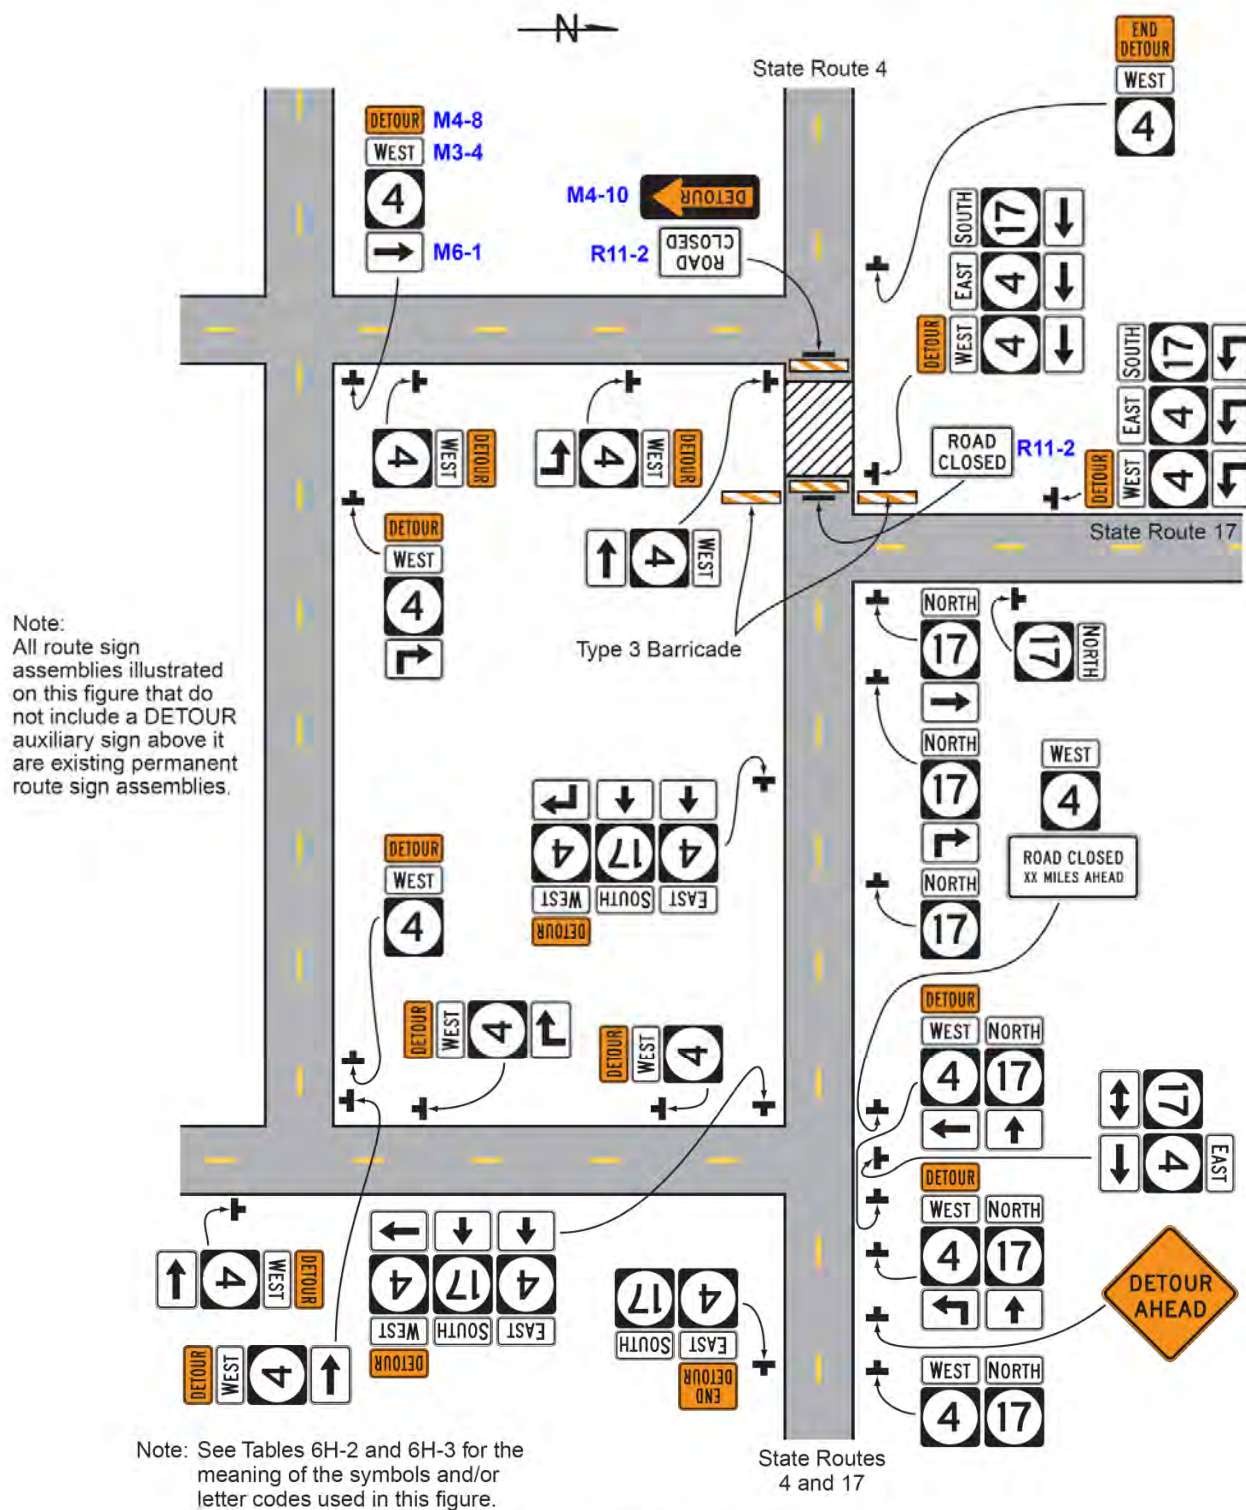 N
State Route 4
END
DETOUR
WEST
4
DETOUR M4-8
WEST M3-4
4
M6-1
M4-10 DETOUR
R11-2 ROAD
CLOSED
SOUTH 17
EAST 4
DETOUR WEST 4
SOUTH 17
EAST 4
DETOUR WEST 4
ROAD
CLOSED
R11-2
State Route 17
4 WEST DETOUR
4 WEST DETOUR
4 WEST
DETOUR
WEST
4
Type 3 Barricade
NORTH
17
17 NORTH
NORTH
17
NORTH
17
Note:
All route sign
assemblies illustrated
on this figure that do
not include a DETOUR
auxiliary sign above it
are existing permanent
route sign assemblies.
WEST
4
ROAD CLOSED
XX MILES AHEAD
4 17 4
WEST SOUTH EAST
DETOUR
DETOUR
WEST
4
DETOUR WEST 4
DETOUR WEST 4
DETOUR
WEST NORTH
4 17
17
4 EAST
DETOUR
WEST NORTH
4 17
DETOUR
AHEAD
WEST NORTH
4 17
4 WEST DETOUR
DETOUR WEST 4
4 17 4
WEST SOUTH EAST
DETOUR
17 4
SOUTH EAST
END
DETOUR
Note: See Tables 6H-2 and 6H-3 for the
meaning of the symbols and/or
letter codes used in this figure.
State Routes
4 and 17